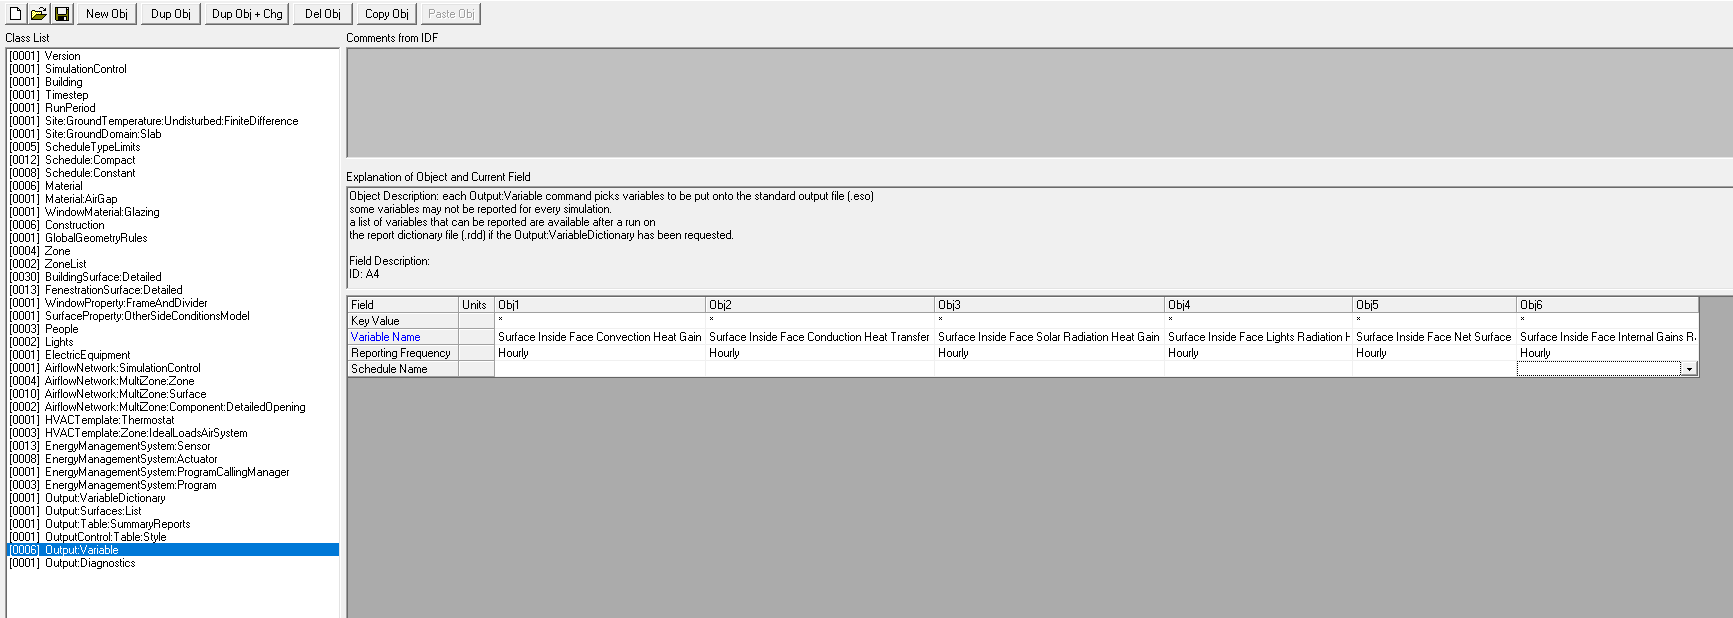 New Obj Dup Obj Dup Obj + Chg Del Obj Copy Obj Paste Obj
Class List
[0001] Version
[0001] SimulationControl
[0001] Building
[0001] Timestep
[0001] RunPeriod
[0001] Site:GroundTemperature:Undisturbed:FiniteDifference
[0001] Site:GroundDomain:Slab
[0005] ScheduleTypeLimits
[0012] Schedule:Compact
[0008] Schedule:Constant
[0006] Material
[0001] Material:AirGap
[0001] WindowMaterial:Glazing
[0006] Construction
[0001] GlobalGeometryRules
[0004] Zone
[0002] ZoneList
[0030] BuildingSurface:Detailed
[0013] FenestrationSurface:Detailed
[0001] WindowProperty:FrameAndDivider
[0001] SurfaceProperty:OtherSideConditionsModel
[0003] People
[0002] Lights
[0001] ElectricEquipment
[0001] AirflowNetwork:SimulationControl
[0004] AirflowNetwork:MultiZone:Zone
[0010] AirflowNetwork:MultiZone:Surface
[0002] AirflowNetwork:MultiZone:Component:DetailedOpening
[0001] HVACTemplate:Thermostat
[0003] HVACTemplate:Zone:IdealLoadsAirSystem
[0013] EnergyManagementSystem:Sensor
[0008] EnergyManagementSystem:Actuator
[0001] EnergyManagementSystem:ProgramCallingManager
[0003] EnergyManagementSystem:Program
[0001] Output:VariableDictionary
[0001] Output:Surfaces:List
[0001] Output:Table:SummaryReports
[0001] OutputControl:Table:Style
[0006] Output:Variable
[0001] Output:Diagnostics
Comments from IDF
Explanation of Object and Current Field
Object Description: each Output:Variable command picks variables to be put onto the standard output file (.eso)
some variables may not be reported for every simulation.
a list of variables that can be reported are available after a run on
the report dictionary file (.rdd) if the Output:VariableDictionary has been requested.
Field Description:
ID: A4
Field Units Obj1 Obj2 Obj3 Obj4 Obj5 Obj6
Key Value * * * * * *
Variable Name Surface Inside Face Convection Heat Gain Surface Inside Face Conduction Heat Transfer Surface Inside Face Solar Radiation Heat Gain Surface Inside Face Lights Radiation H Surface Inside Face Net Surface Surface Inside Face Internal Gains R
Reporting Frequency Hourly Hourly Hourly Hourly Hourly Hourly
Schedule Name